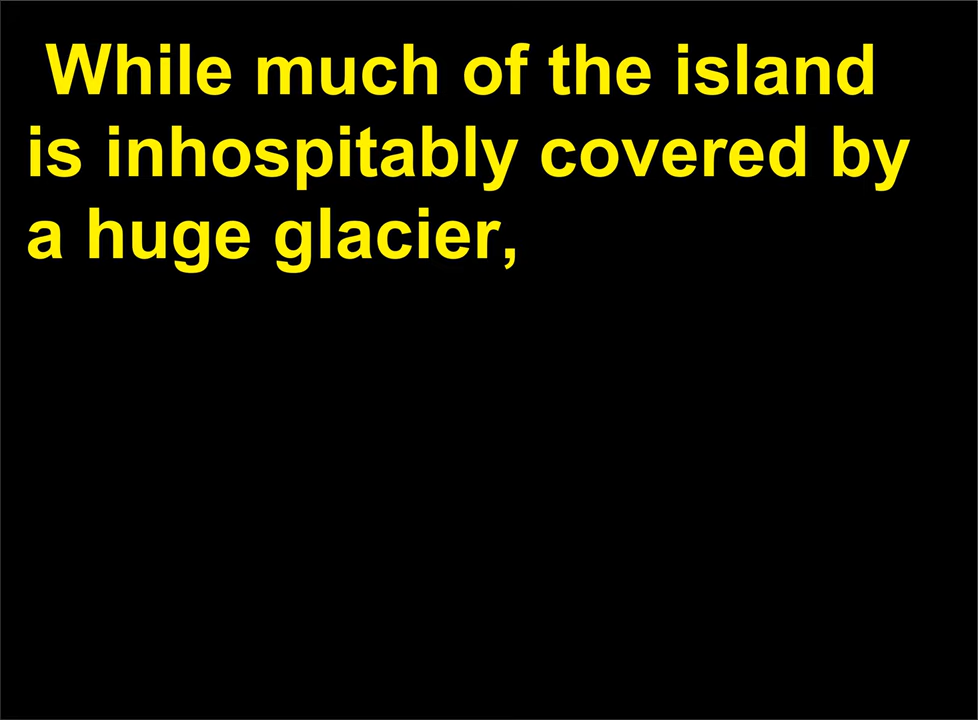 While much of the island
is inhospitably covered by
a huge glacier,